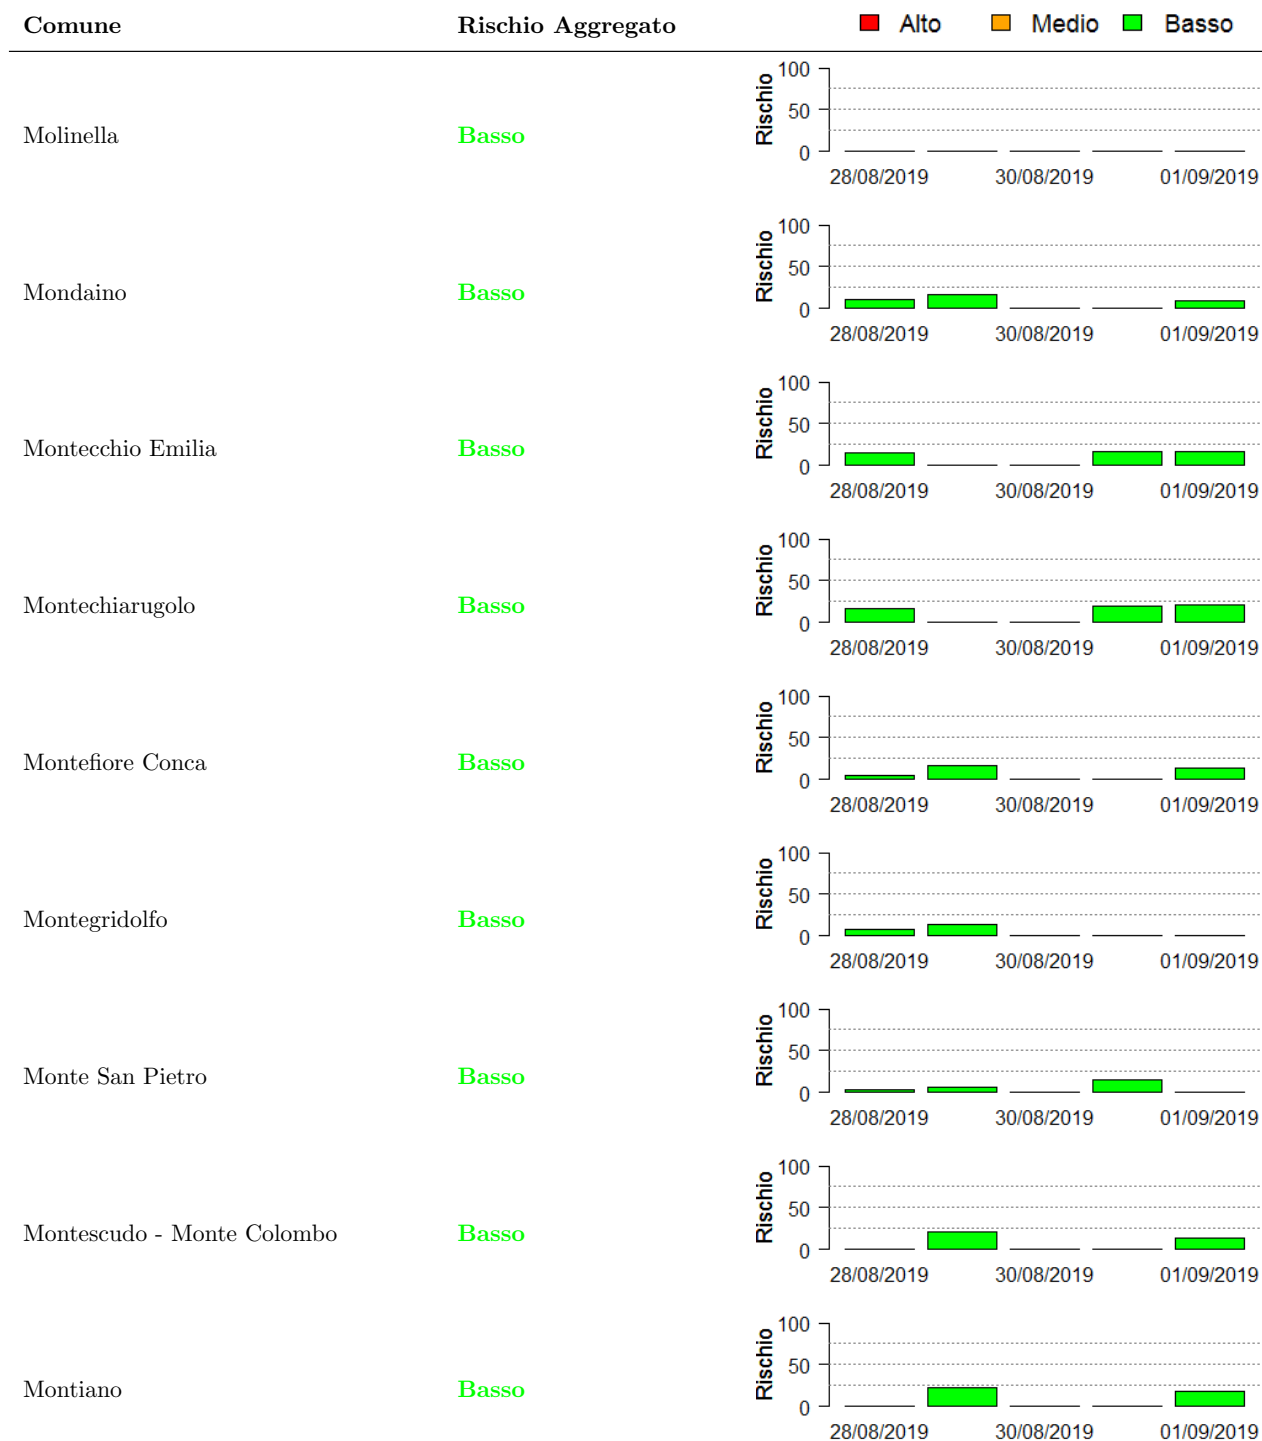 Comune Rischio Aggregato Alto Medio Basso
Molinella Basso
Rischio
100
50
0
28/08/2019 30/08/2019 01/09/2019
Mondaino Basso
Rischio
100
50
0
28/08/2019 30/08/2019 01/09/2019
Montecchio Emilia Basso
Rischio
100
50
0
28/08/2019 30/08/2019 01/09/2019
Montechiarugolo Basso
Rischio
100
50
0
28/08/2019 30/08/2019 01/09/2019
Montefiore Conca Basso
Rischio
100
50
0
28/08/2019 30/08/2019 01/09/2019
Montegridolfo Basso
Rischio
100
50
0
28/08/2019 30/08/2019 01/09/2019
Monte San Pietro Basso
Rischio
100
50
0
28/08/2019 30/08/2019 01/09/2019
Montescudo - Monte Colombo Basso
Rischio
100
50
0
28/08/2019 30/08/2019 01/09/2019
Montiano Basso
Rischio
100
50
0
28/08/2019 30/08/2019 01/09/2019